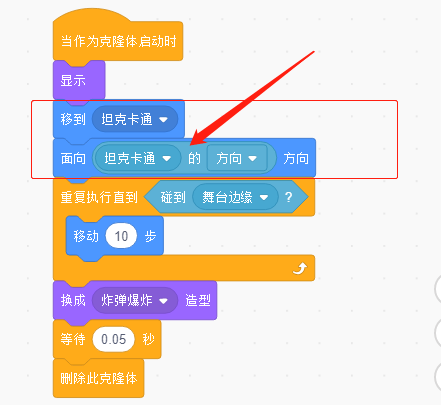 当作为克隆体启动时
显示
移到 坦克卡通
面向 坦克卡通 的 方向 方向
重复执行直到 碰到 舞台边缘 ?
移动 10 步
换成 炸弹爆炸 造型
等待 0.05 秒
删除此克隆体